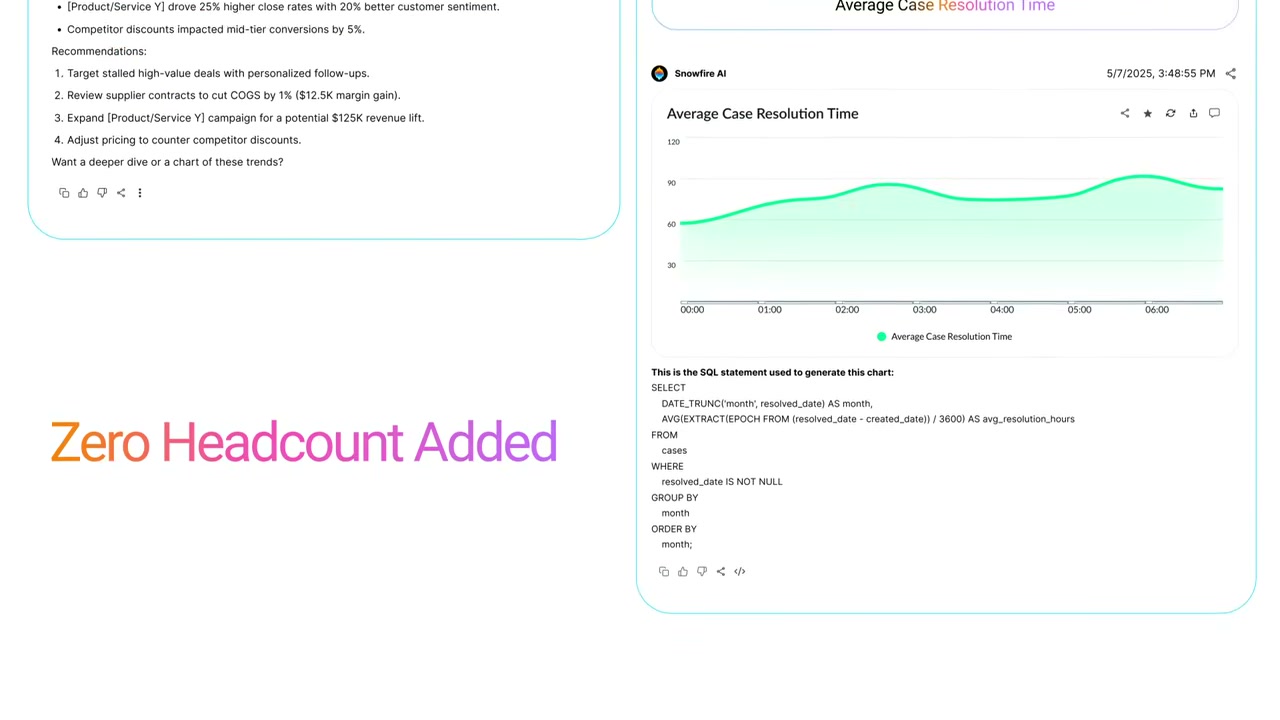 • [Product/Service Y] drove 25% higher close rates with 20% better customer sentiment.
• Competitor discounts impacted mid-tier conversions by 5%.
Recommendations:
1. Target stalled high-value deals with personalized follow-ups.
2. Review supplier contracts to cut COGS by 1% ($12.5K margin gain).
3. Expand [Product/Service Y] campaign for a potential $125K revenue lift.
4. Adjust pricing to counter competitor discounts.
Want a deeper dive or a chart of these trends?
Zero Headcount Added
Average Case Resolution Time
Snowfire AI
5/7/2025, 3:48:55 PM
Average Case Resolution Time
120
90
60
30
00:00 01:00 02:00 03:00 04:00 05:00 06:00
Average Case Resolution Time
This is the SQL statement used to generate this chart:
SELECT
DATE_TRUNC('month', resolved_date) AS month,
AVG(EXTRACT(EPOCH FROM (resolved_date - created_date)) / 3600) AS avg_resolution_hours
FROM
cases
WHERE
resolved_date IS NOT NULL
GROUP BY
month
ORDER BY
month;